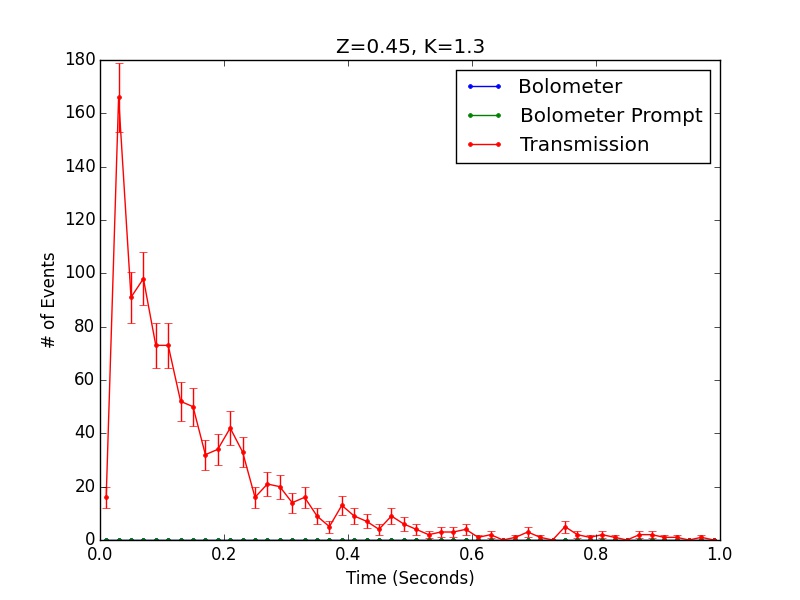 Z=0.45, K=1.3
Bolometer
Bolometer Prompt
Transmission
# of Events
180
160
140
120
100
80
60
40
20
0
0.0 0.2 0.4 0.6 0.8 1.0
Time (Seconds)